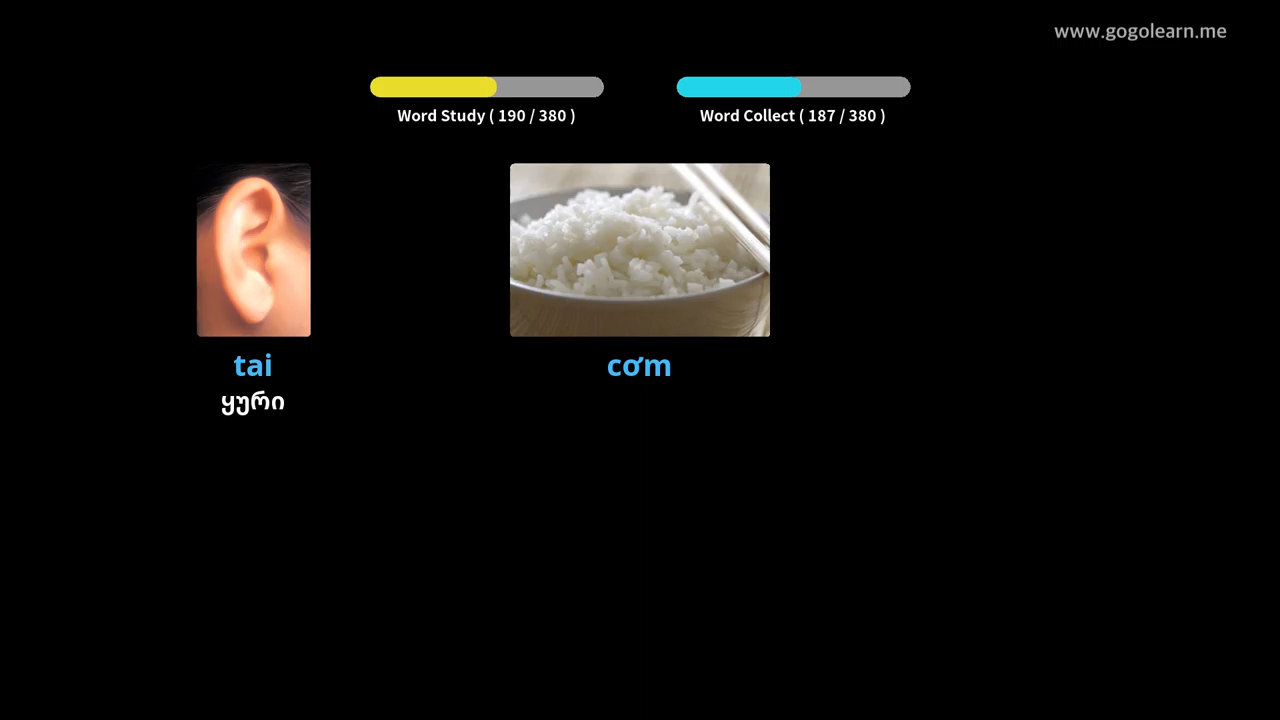 www.gogolearn.me
Word Study ( 190 / 380 )
Word Collect ( 187 / 380 )
tai
ყური
cơm